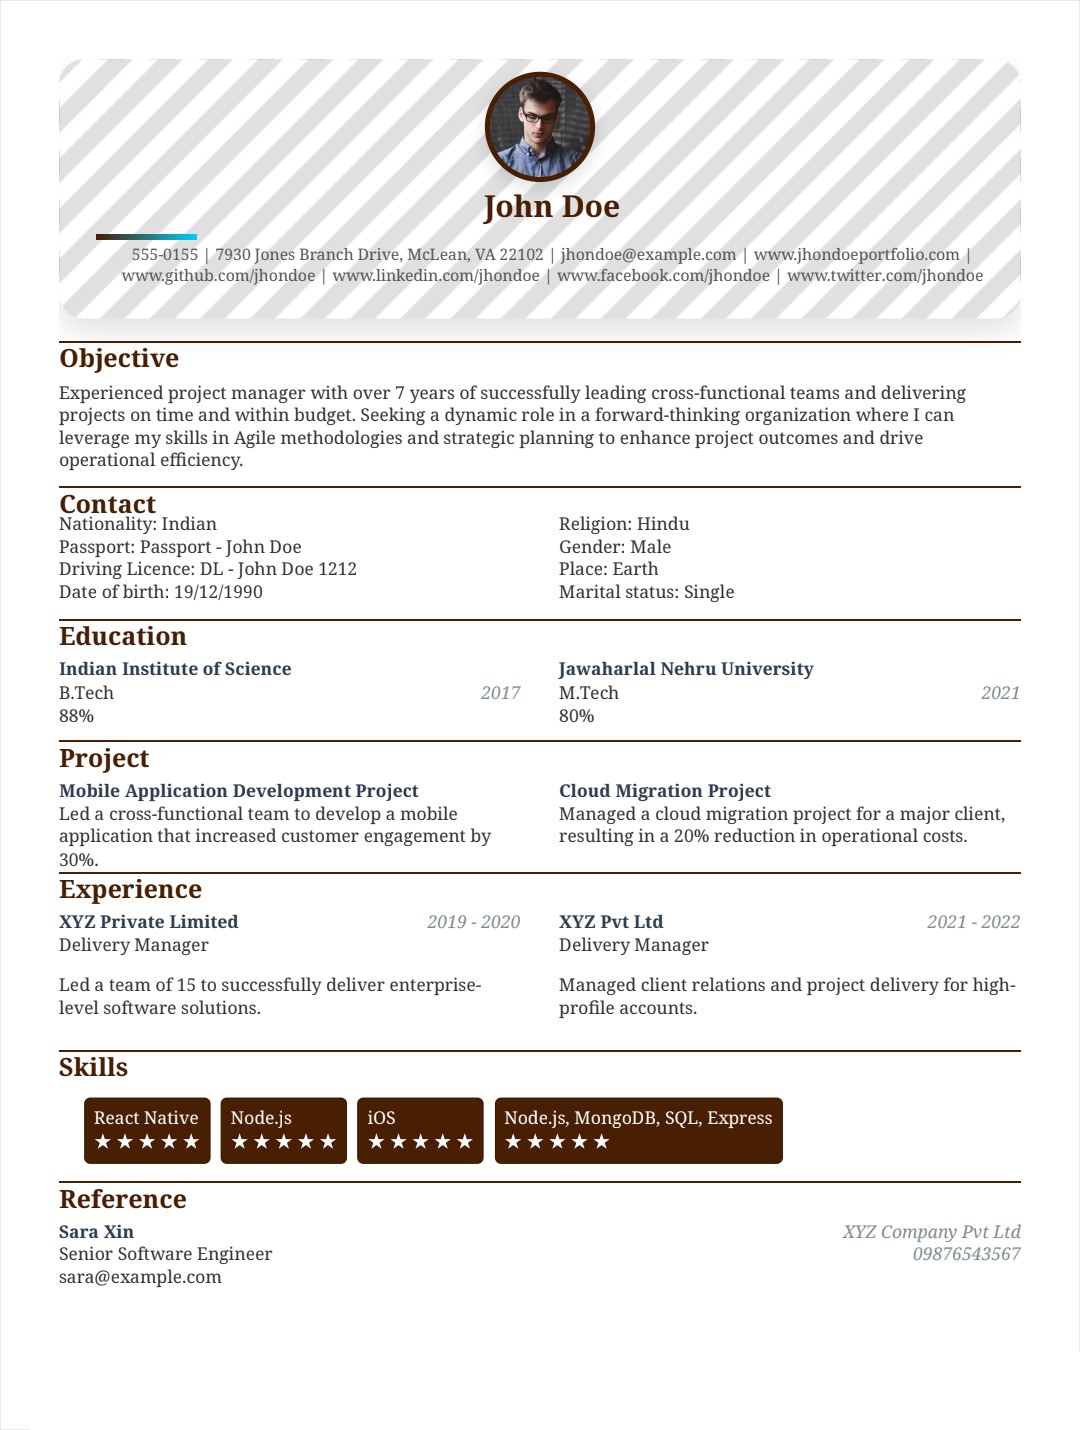 John Doe
555-0155 | 7930 Jones Branch Drive, McLean, VA 22102 | jhondoe@example.com | www.jhondoeportfolio.com |
www.github.com/jhondoe | www.linkedin.com/jhondoe | www.facebook.com/jhondoe | www.twitter.com/jhondoe
Objective
Experienced project manager with over 7 years of successfully leading cross-functional teams and delivering
projects on time and within budget. Seeking a dynamic role in a forward-thinking organization where I can
leverage my skills in Agile methodologies and strategic planning to enhance project outcomes and drive
operational efficiency.
Contact
Nationality: Indian
Passport: Passport - John Doe
Driving Licence: DL - John Doe 1212
Date of birth: 19/12/1990
Religion: Hindu
Gender: Male
Place: Earth
Marital status: Single
Education
Indian Institute of Science
B.Tech 2017
88%
Jawaharlal Nehru University
M.Tech 2021
80%
Project
Mobile Application Development Project
Led a cross-functional team to develop a mobile
application that increased customer engagement by
30%.
Cloud Migration Project
Managed a cloud migration project for a major client,
resulting in a 20% reduction in operational costs.
Experience
XYZ Private Limited 2019 - 2020
Delivery Manager
Led a team of 15 to successfully deliver enterprise-
level software solutions.
XYZ Pvt Ltd 2021 - 2022
Delivery Manager
Managed client relations and project delivery for high-
profile accounts.
Skills
React Native
★★★★★
Node.js
★★★★★
iOS
★★★★★
Node.js, MongoDB, SQL, Express
★★★★★
Reference
Sara Xin XYZ Company Pvt Ltd
Senior Software Engineer 09876543567
sara@example.com